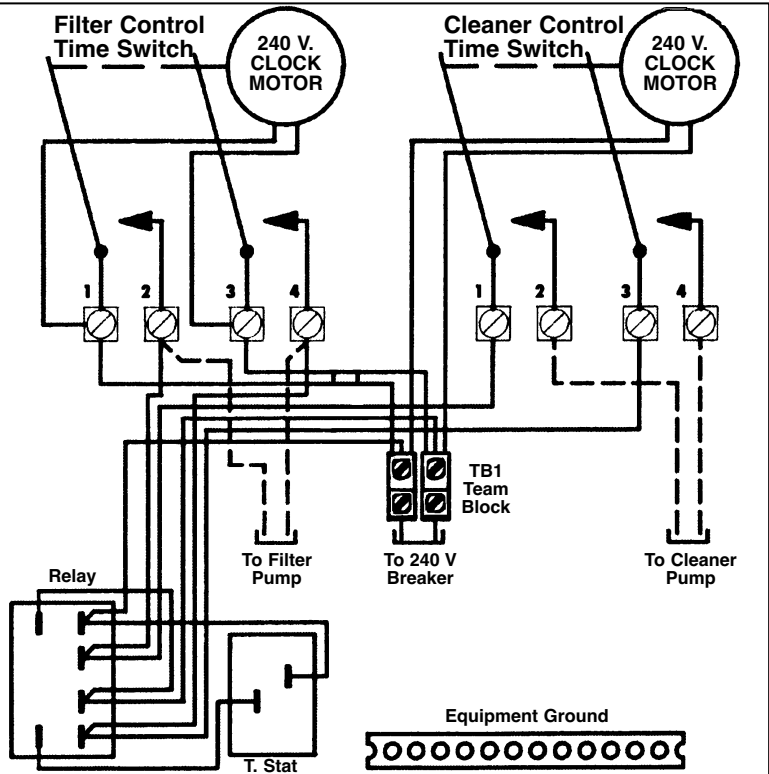 Filter Control
Time Switch
240 V.
CLOCK
MOTOR
Cleaner Control
Time Switch
240 V.
CLOCK
MOTOR
1 2 3 4
1 2 3 4
TB1
Team
Block
To Filter
Pump
To 240 V
Breaker
To Cleaner
Pump
Relay
T. Stat
Equipment Ground